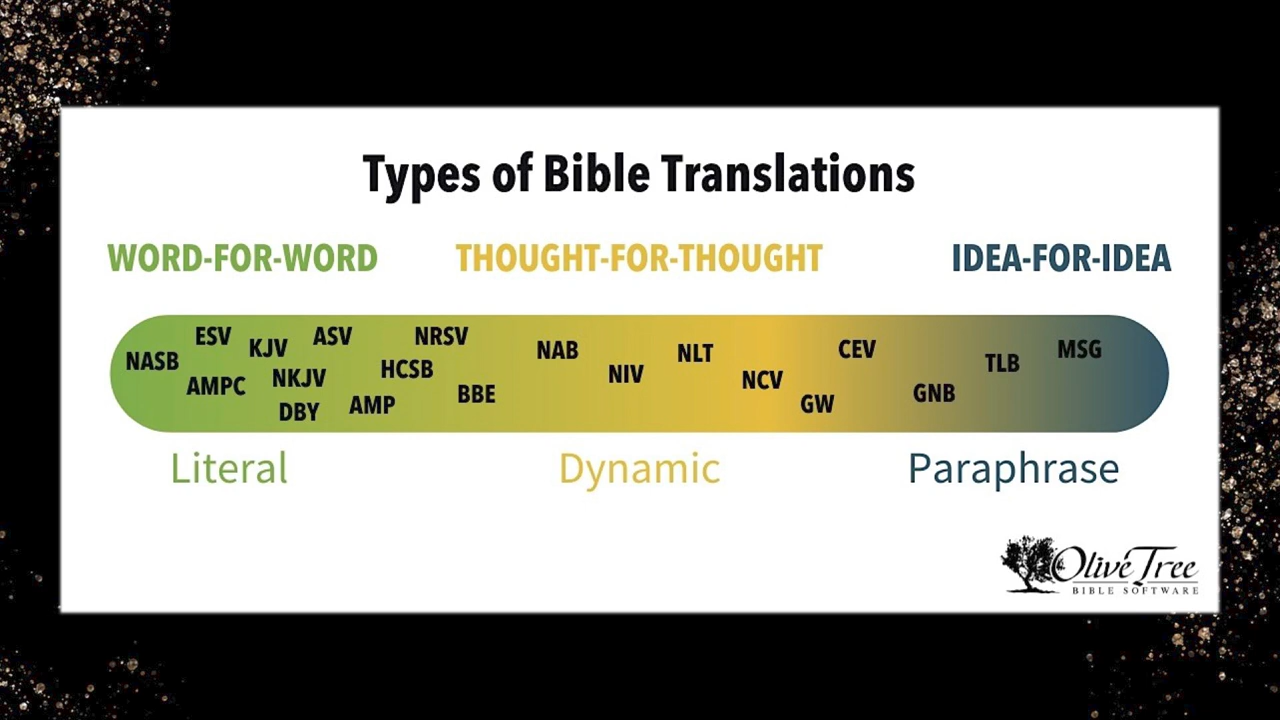 Types of Bible Translations
WORD-FOR-WORD THOUGHT-FOR-THOUGHT IDEA-FOR-IDEA
ESV KJV ASV NRSV
NASB HCSB NAB NLT CEV MSG
AMPC NKJV BBE NIV NCV TLB
DBY AMP GW GNB
Literal Dynamic Paraphrase
Olive Tree
BIBLE SOFTWARE